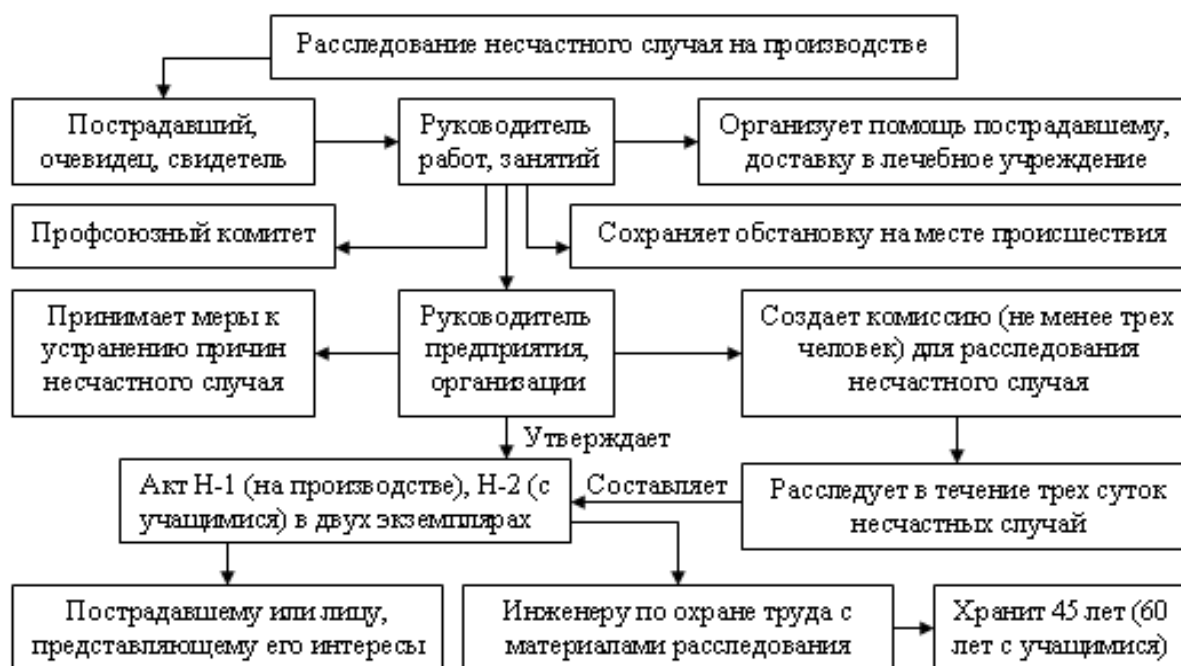 Расследование несчастного случая на производстве
Пострадавший,
очевидец, свидетель
Руководитель
работ, занятий
Организует помощь пострадавшему,
доставку в лечебное учреждение
Профсоюзный комитет
Сохраняет обстановку на месте происшествия
Принимает меры к
устранению причин
несчастного случая
Руководитель
предприятия,
организации
Создает комиссию (не менее трех
человек) для расследования
несчастного случая
Утверждает
Акт Н-1 (на производстве), Н-2 (с
учащимися) в двух экземплярах
Составляет
Расследует в течение трех суток
несчастных случай
Пострадавшему или лицу,
представляющему его интересы
Инженеру по охране труда с
материалами расследования
Хранит 45 лет (60
лет с учащимися)